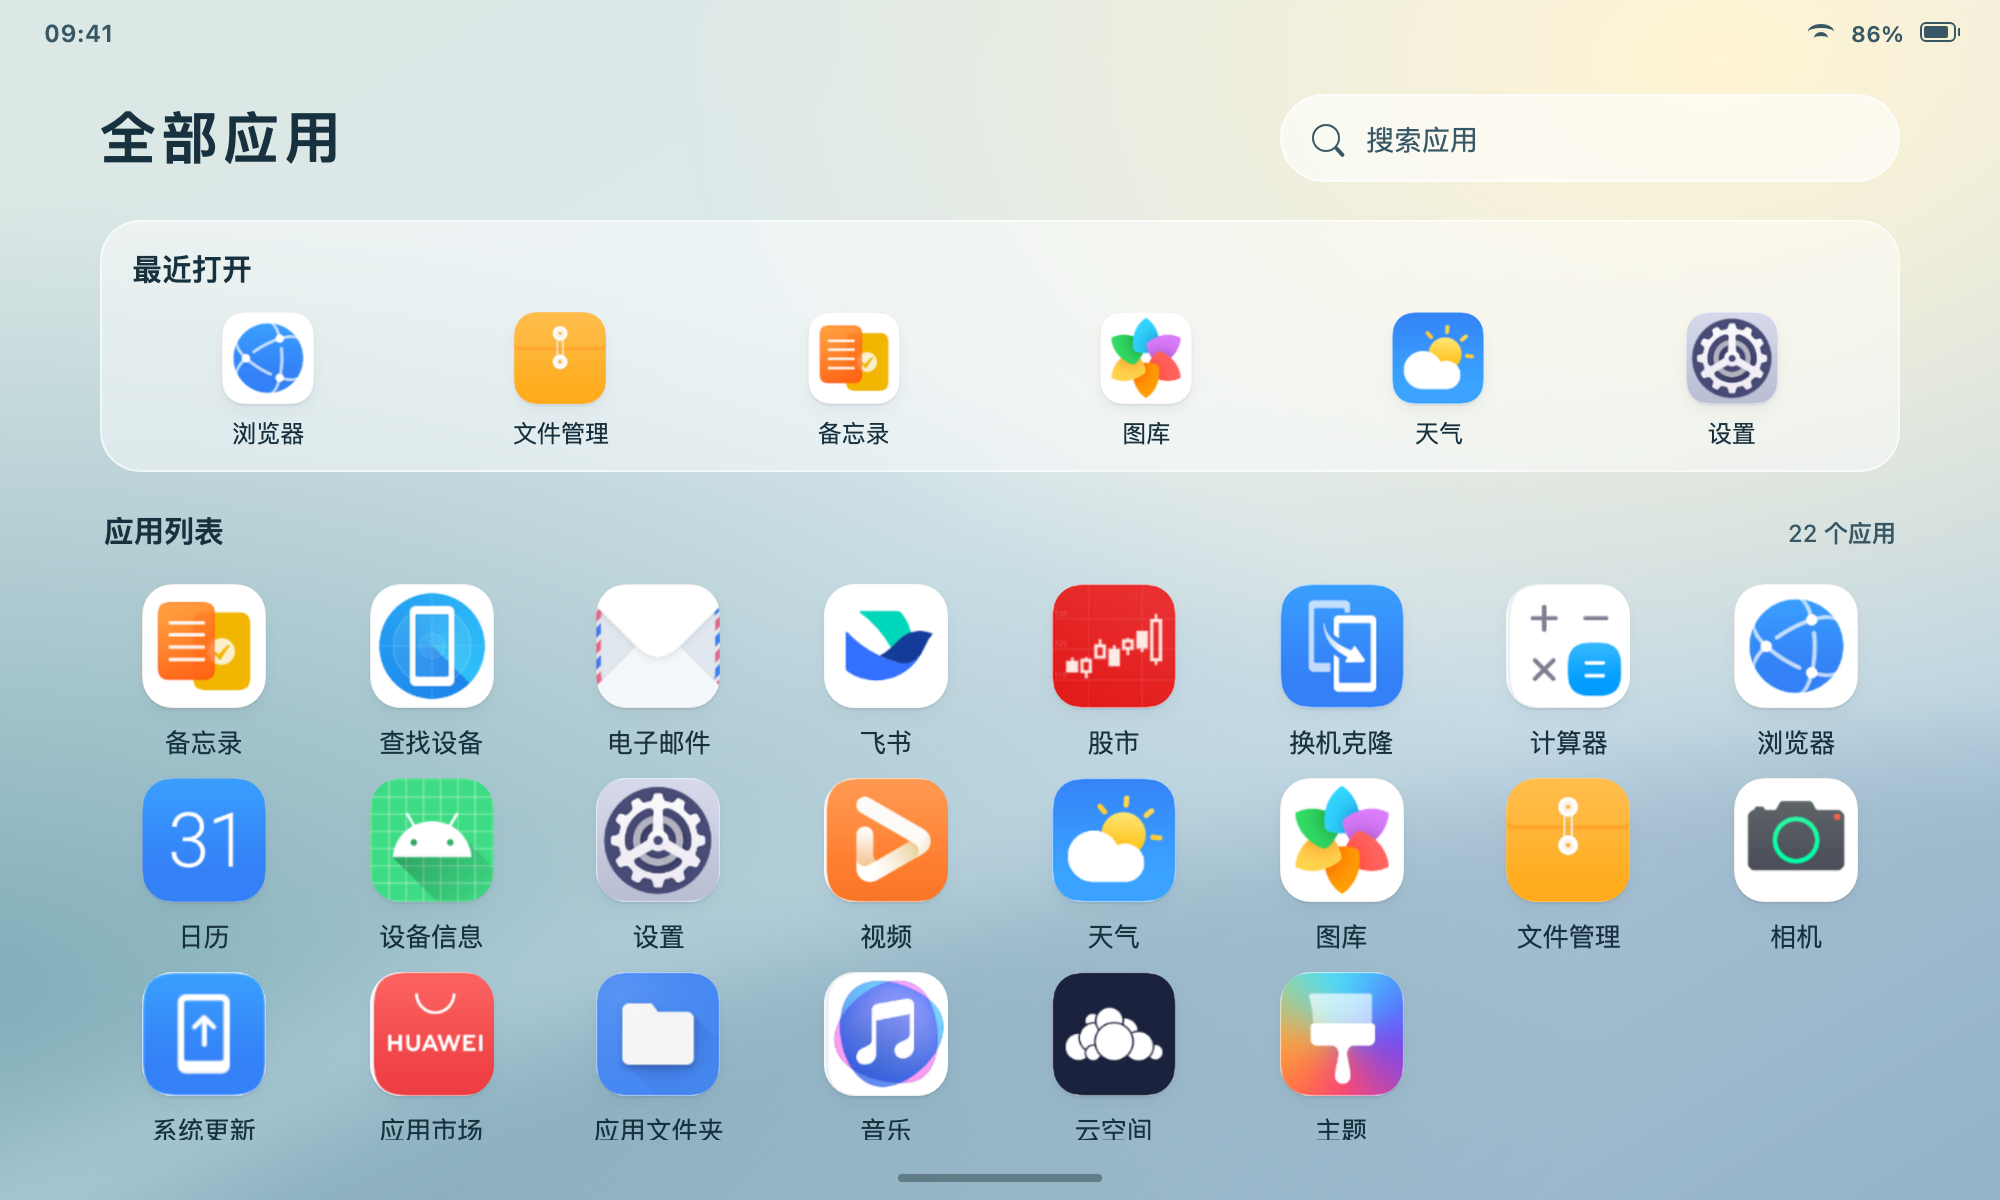 09:41
86%
全部应用
搜索应用
最近打开
浏览器 文件管理 备忘录 图库 天气 设置
应用列表
22 个应用
备忘录 查找设备 电子邮件 飞书 股市 换机克隆 计算器 浏览器
31
日历 设备信息 设置 视频 天气 图库 文件管理 相机
HUAWEI
系统更新 应用市场 应用文件夹 音乐 云空间 主题